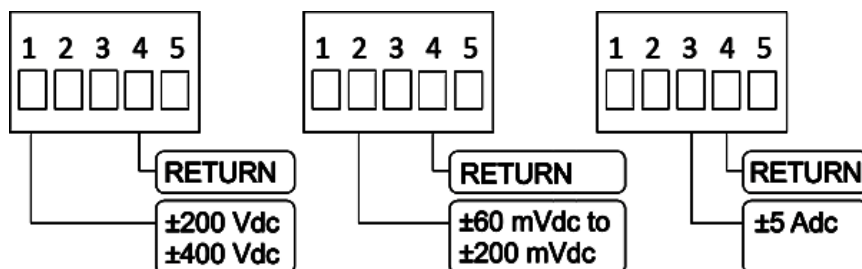 1 2 3 4 5
1 2 3 4 5
1 2 3 4 5
RETURN
±200 Vdc
±400 Vdc
RETURN
±60 mVdc to
±200 mVdc
RETURN
±5 Adc